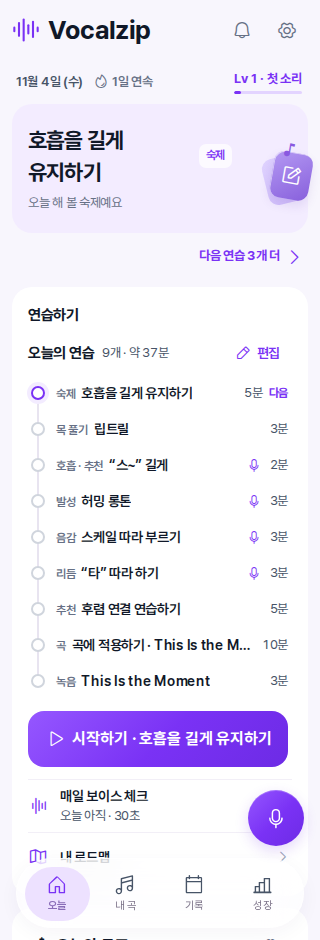 Vocalzip
11월 4일 (수) 1일 연속 Lv 1 · 첫 소리
호흡을 길게
유지하기
숙제
오늘 해 볼 숙제예요
다음 연습 3개 더
연습하기
오늘의 연습 9개 · 약 37분 편집
숙제 호흡을 길게 유지하기 5분 다음
목 풀기 립트릴 3분
호흡 · 추천 “스~” 길게 2분
발성 허밍 롱톤 3분
음감 스케일 따라 부르기 3분
리듬 “타” 따라 하기 3분
추천 후렴 연결 연습하기 5분
곡 곡에 적용하기 · This Is the M... 10분
녹음 This Is the Moment 3분
시작하기 · 호흡을 길게 유지하기
매일 보이스 체크
오늘 아직 · 30초
내 로드맵
오늘 내 곡 기록 성장